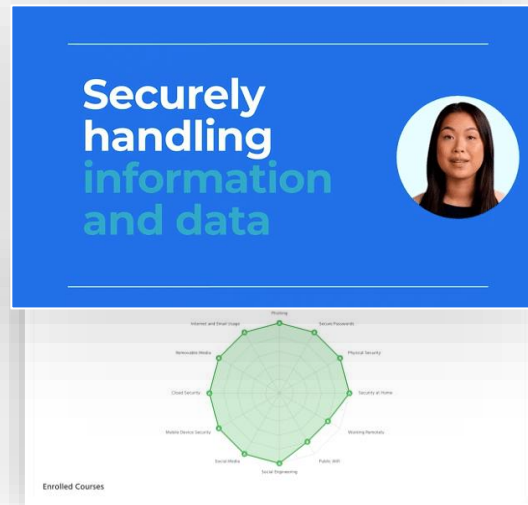 Securely
handling
information
and data
Phishing
Internet and Email Usage
Secure Passwords
Removable Media
Physical Security
Cloud Security
Security at Home
Mobile Device Security
Working Remotely
Social Media
Public WiFi
Social Engineering
Enrolled Courses